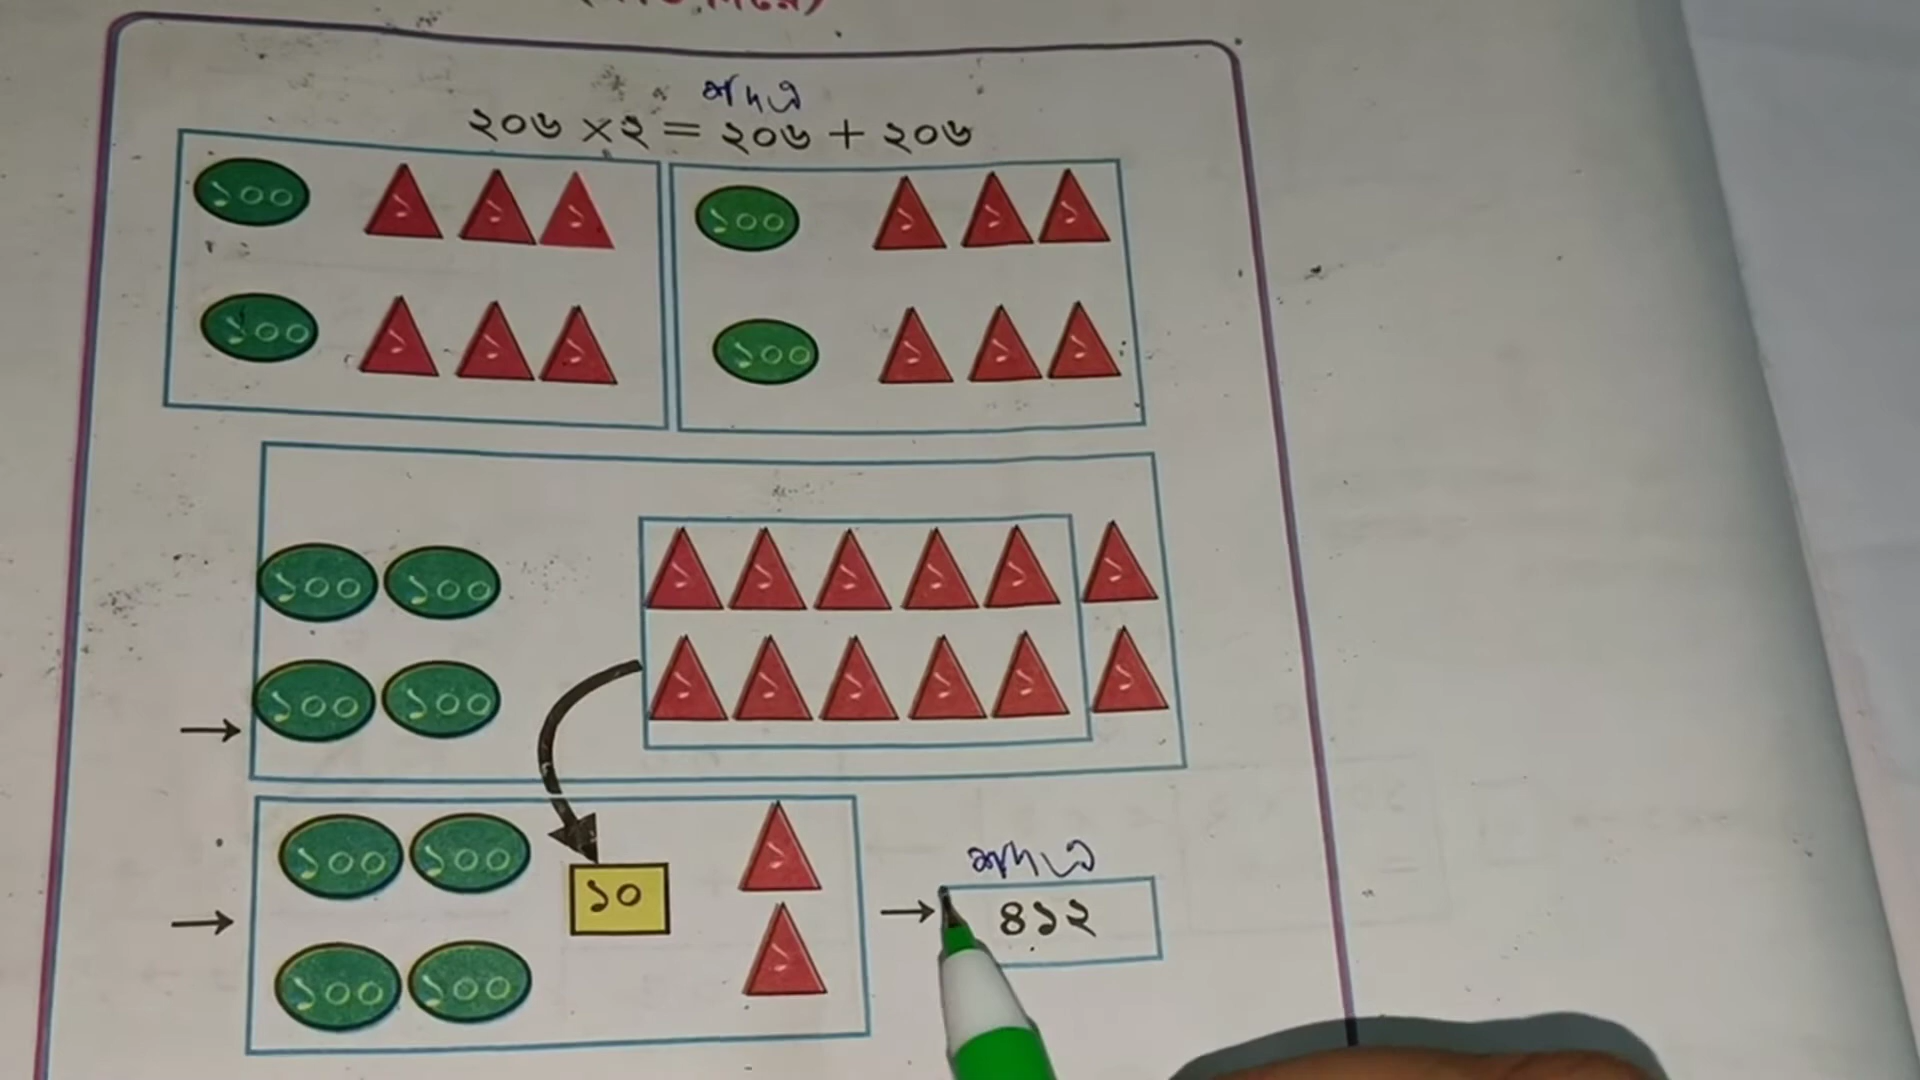 শদএ
২০৬ × ২ = ২০৬ + ২০৬
১০০ ১ ১ ১ ১০০ ১ ১ ১
১০০ ১ ১ ১ ১০০ ১ ১ ১
১০০ ১০০ ১ ১ ১ ১ ১ ১
→ ১০০ ১০০ ১ ১ ১ ১ ১ ১
১০০ ১০০ ১
→ ১০ → ৪১২
১০০ ১০০ ১